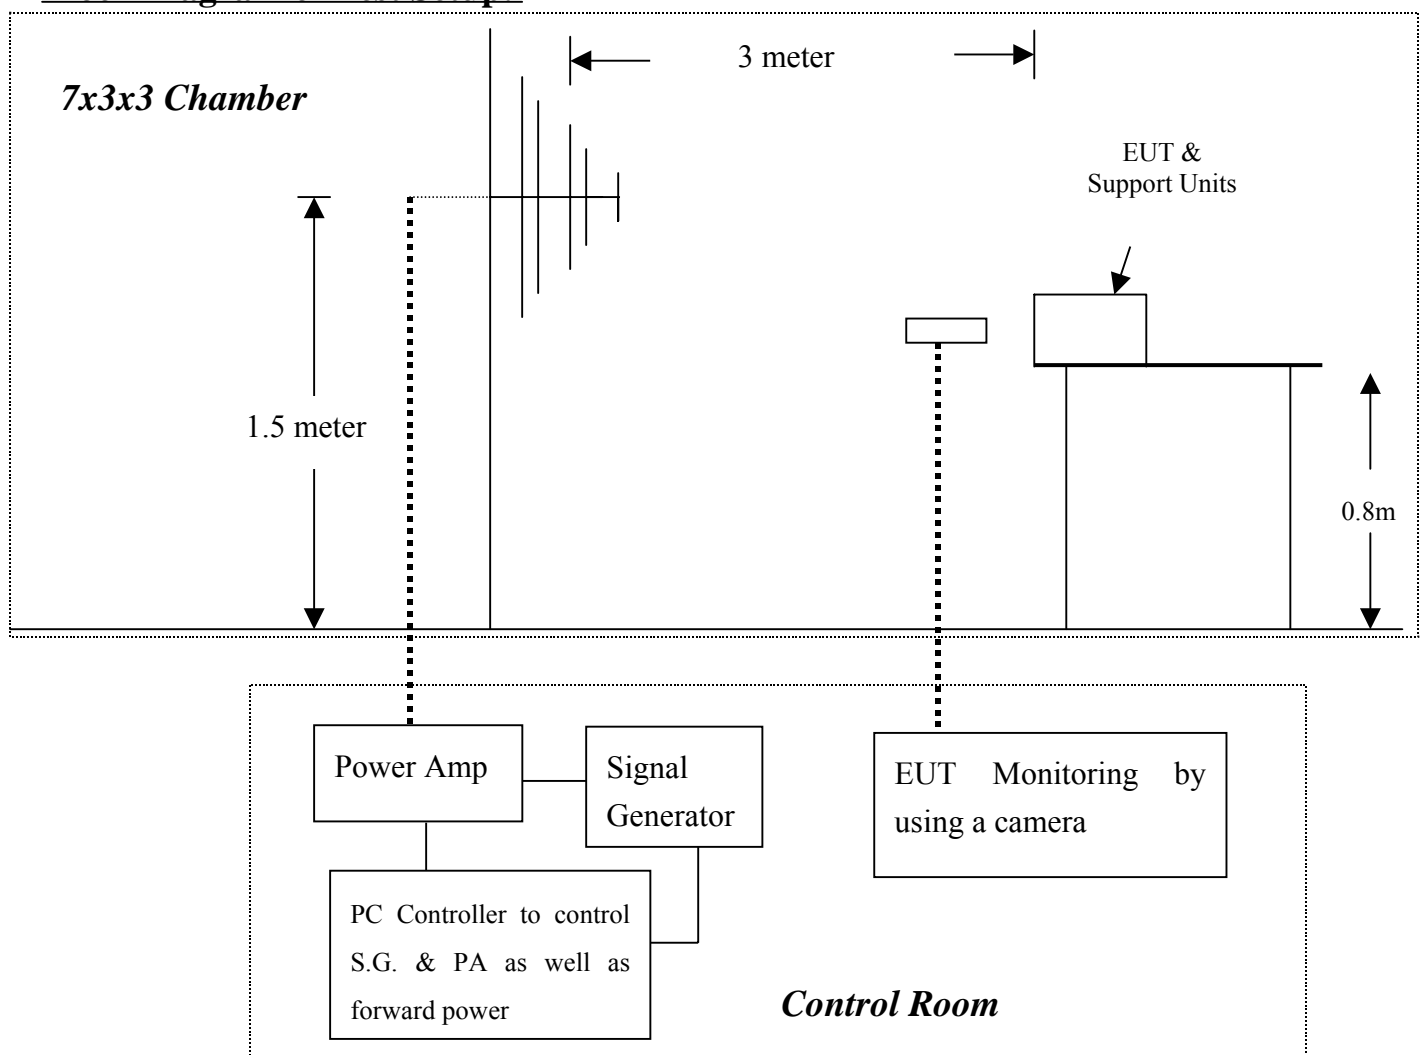 3 meter
7x3x3 Chamber
EUT &
Support Units
1.5 meter
0.8m
Power Amp
Signal
Generator
EUT Monitoring by
using a camera
PC Controller to control
S.G. & PA as well as
forward power
Control Room